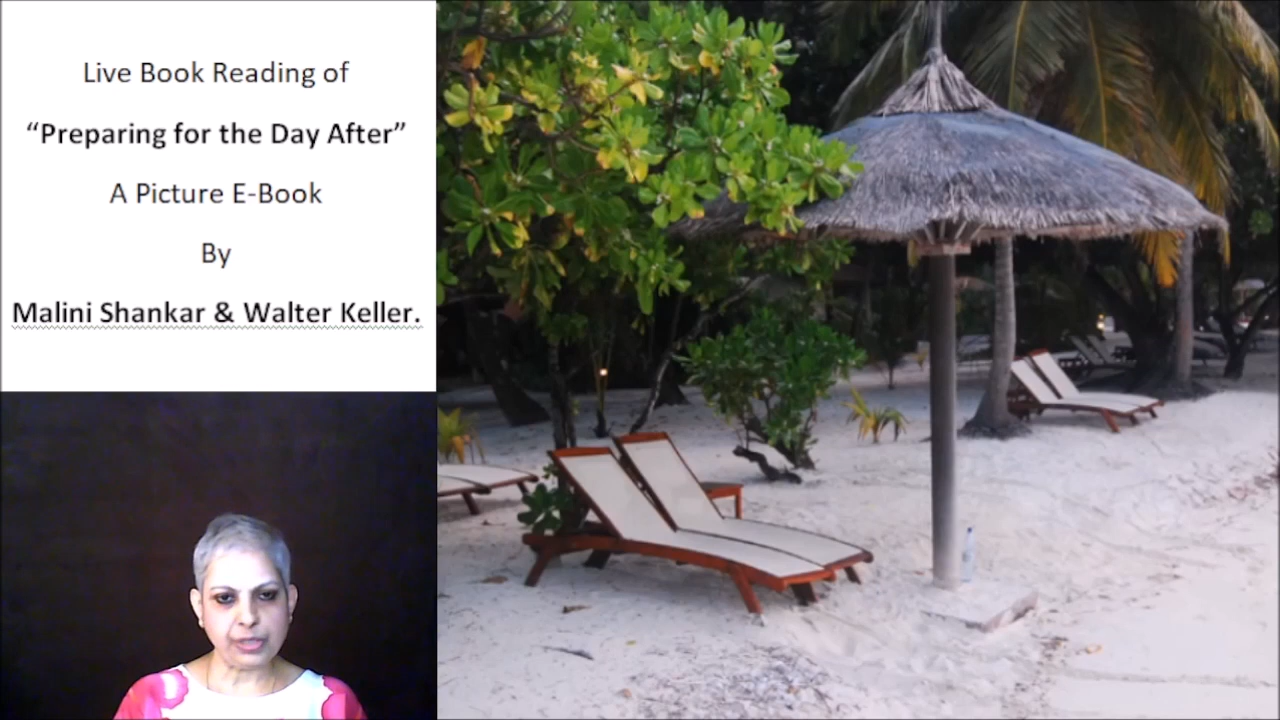 Live Book Reading of
“Preparing for the Day After”
A Picture E-Book
By
Malini Shankar & Walter Keller.